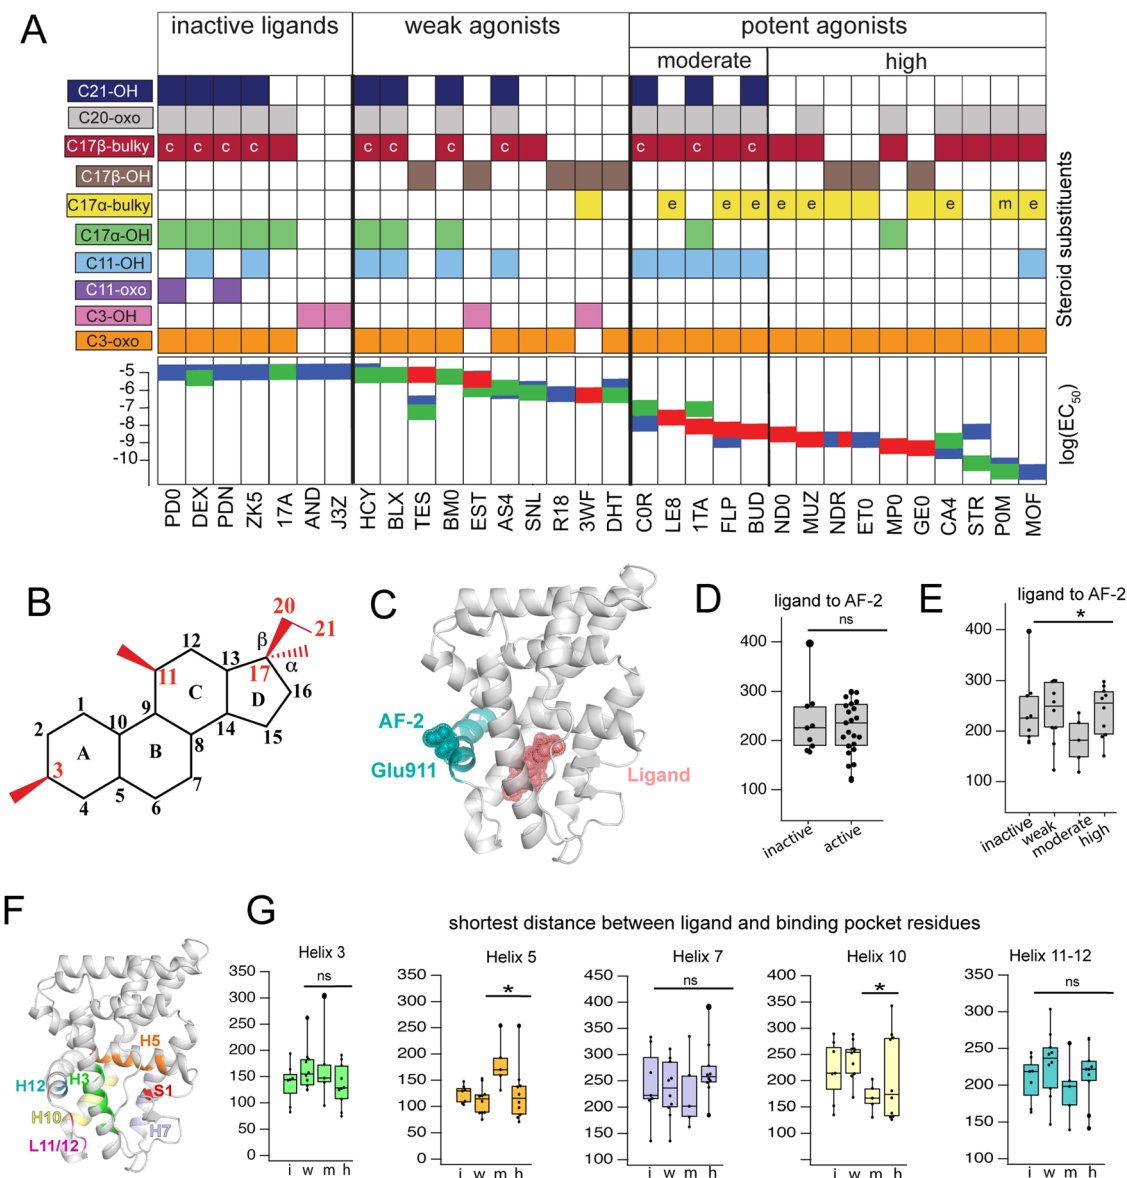 A
inactive ligands
weak agonists
potent agonists
moderate
high
C21-OH
C20-oxo
C17β-bulky
c c c c c c c c c c c
C17β-OH
C17α-bulky
e e e e e e m e
C17α-OH
C11-OH
C11-oxo
C3-OH
C3-oxo
Steroid substituents
-5
-6
-7
-8
-9
-10
log(EC50)
PD0 DEX PDN ZK5 17A AND J3Z HCY BLX TES BM0 EST AS4 SNL R18 3WF DHT C0R LE8 1TA FLP BUD ND0 MUZ NDR ET0 MP0 GE0 CA4 STR P0M MOF
B
20
21
12
β
11
13
17
α
C
D
16
1
9
14
15
2
10
8
A
B
3
7
4
5
6
C
AF-2
Glu911
Ligand
D
ligand to AF-2
ns
400
300
200
100
inactive
active
E
ligand to AF-2
*
400
300
200
100
inactive
weak
moderate
high
F
H5
H12
H3
S1
H10
H7
L11/12
G
shortest distance between ligand and binding pocket residues
Helix 3
ns
350
300
250
200
150
100
50
0
i w m h
Helix 5
*
350
300
250
200
150
100
50
0
i w m h
Helix 7
ns
450
400
350
300
250
200
150
100
i w m h
Helix 10
*
400
350
300
250
200
150
100
50
i w m h
Helix 11-12
ns
350
300
250
200
150
100
i w m h